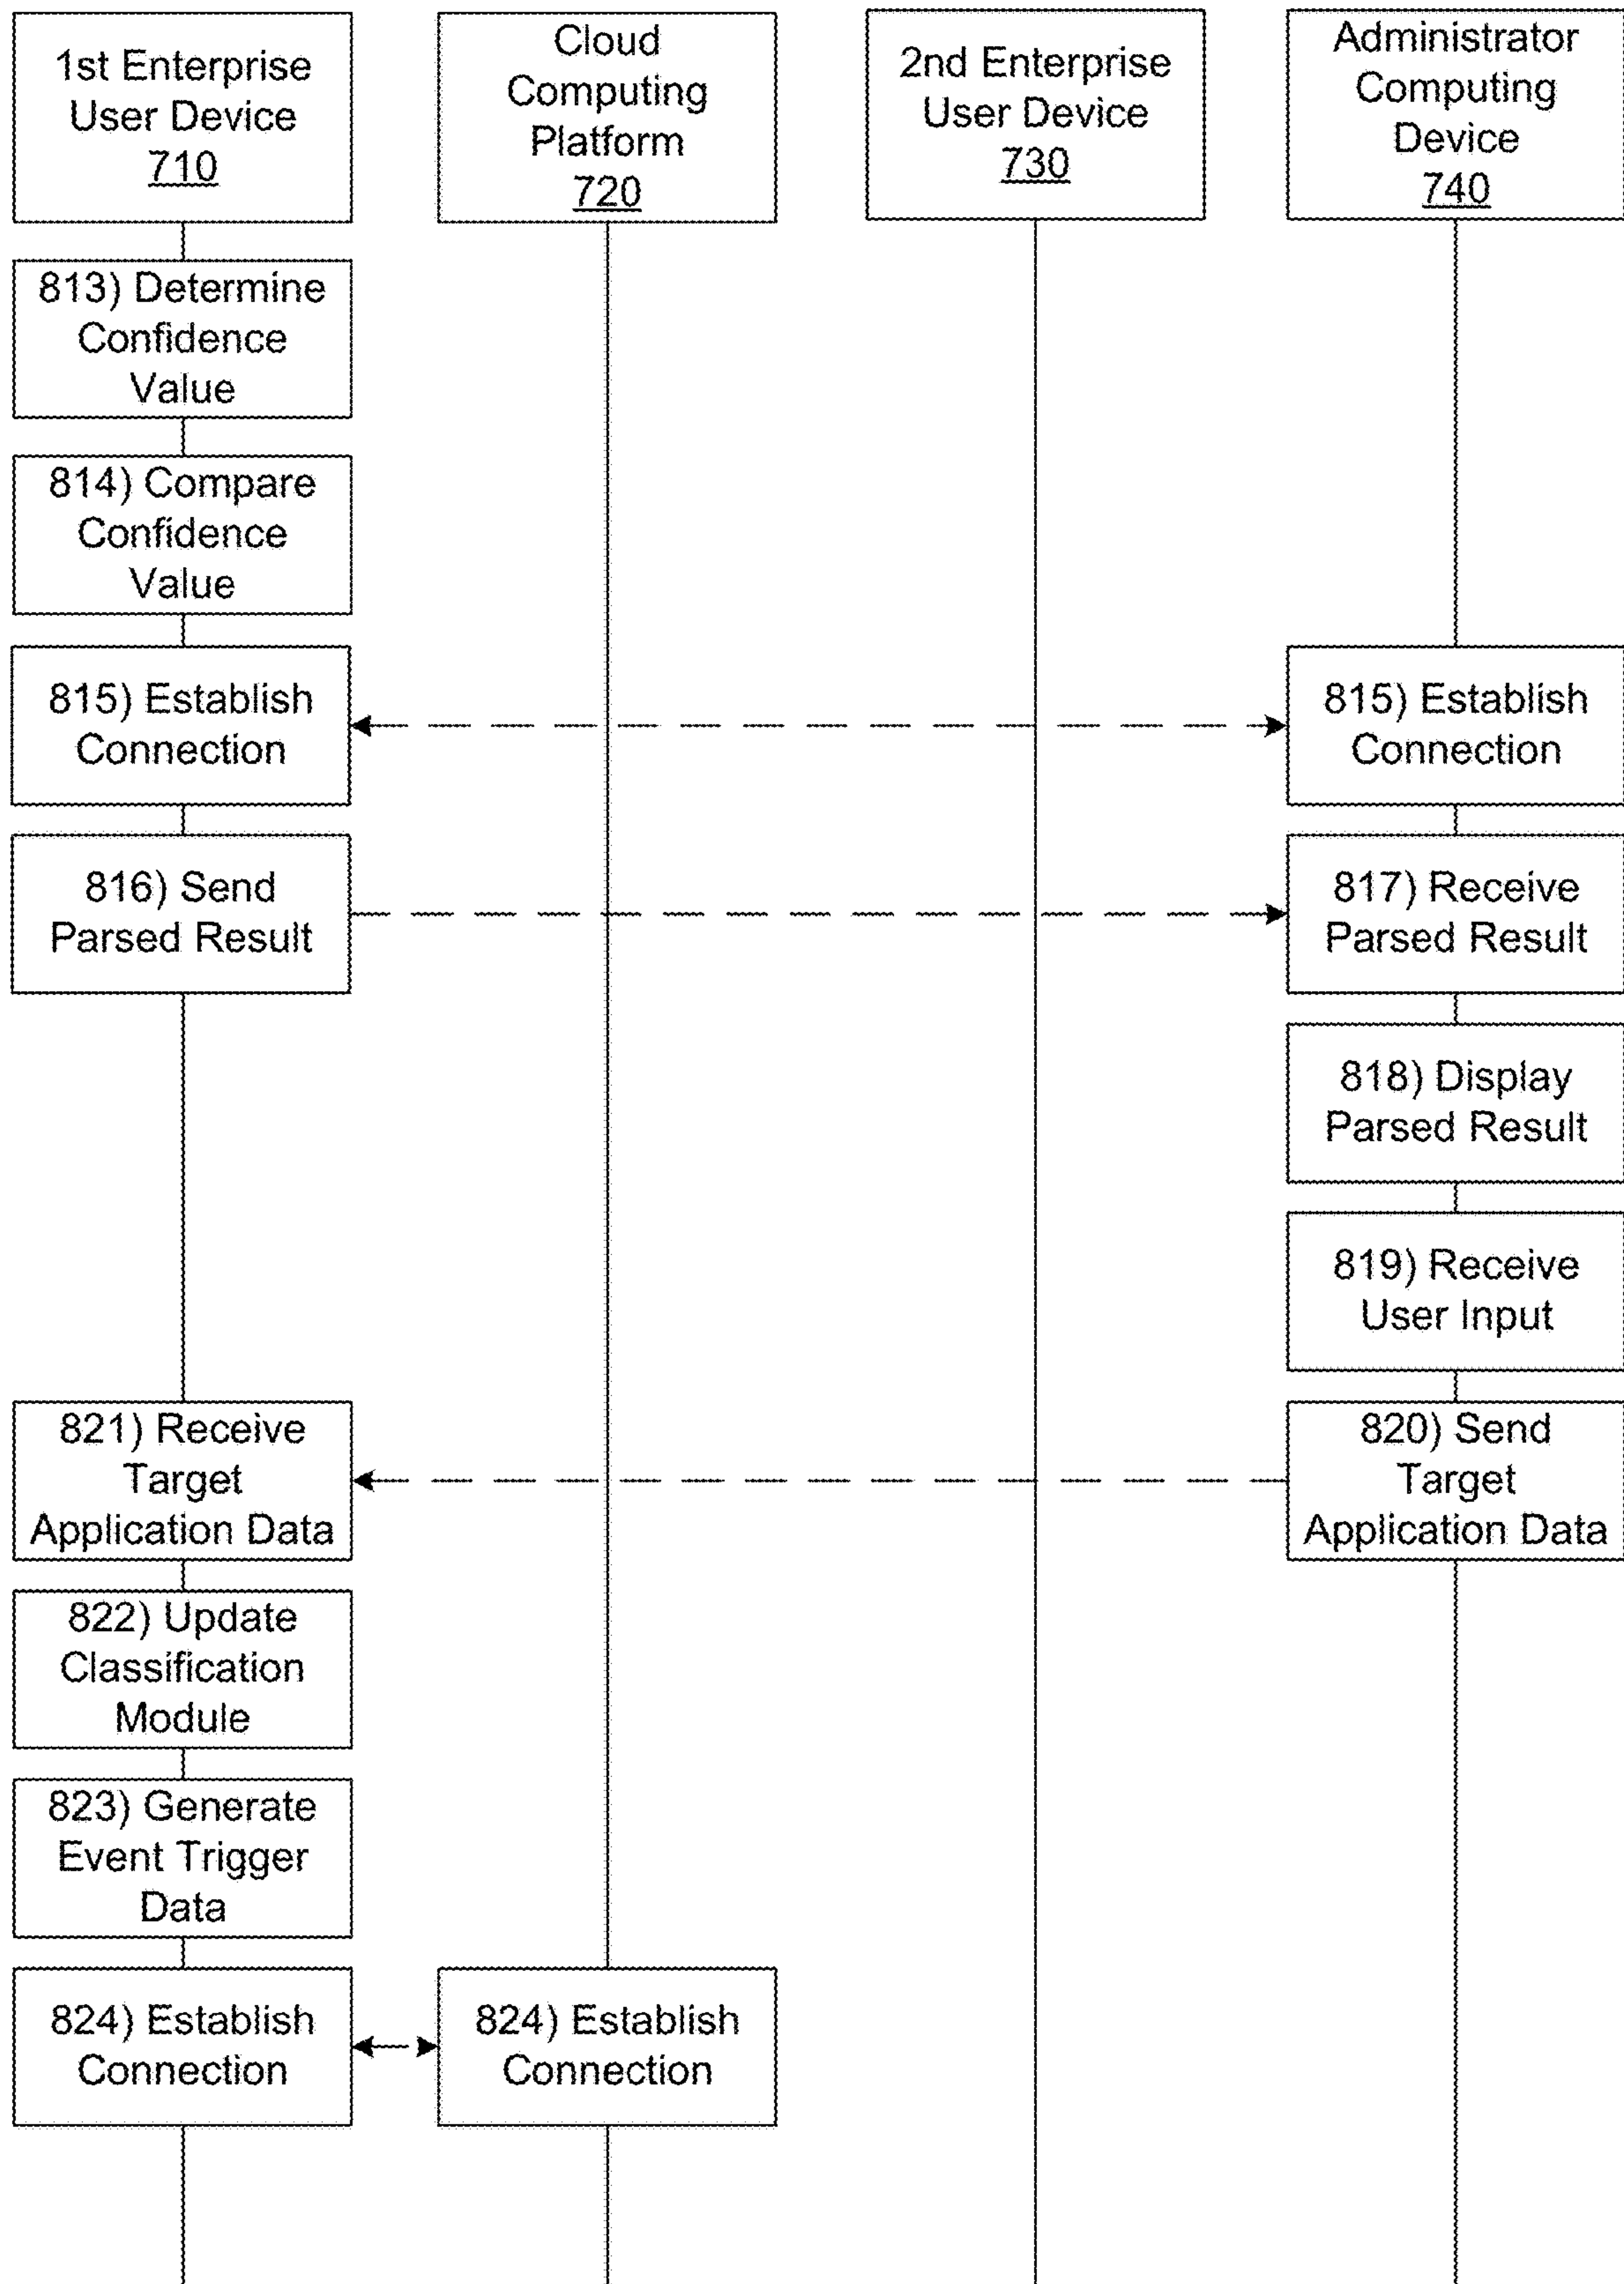 1st Enterprise
User Device
710
Cloud
Computing
Platform
720
2nd Enterprise
User Device
730
Administrator
Computing
Device
740
813) Determine
Confidence
Value
814) Compare
Confidence
Value
815) Establish
Connection
815) Establish
Connection
816) Send
Parsed Result
817) Receive
Parsed Result
818) Display
Parsed Result
819) Receive
User Input
821) Receive
Target
Application Data
820) Send
Target
Application Data
822) Update
Classification
Module
823) Generate
Event Trigger
Data
824) Establish
Connection
824) Establish
Connection